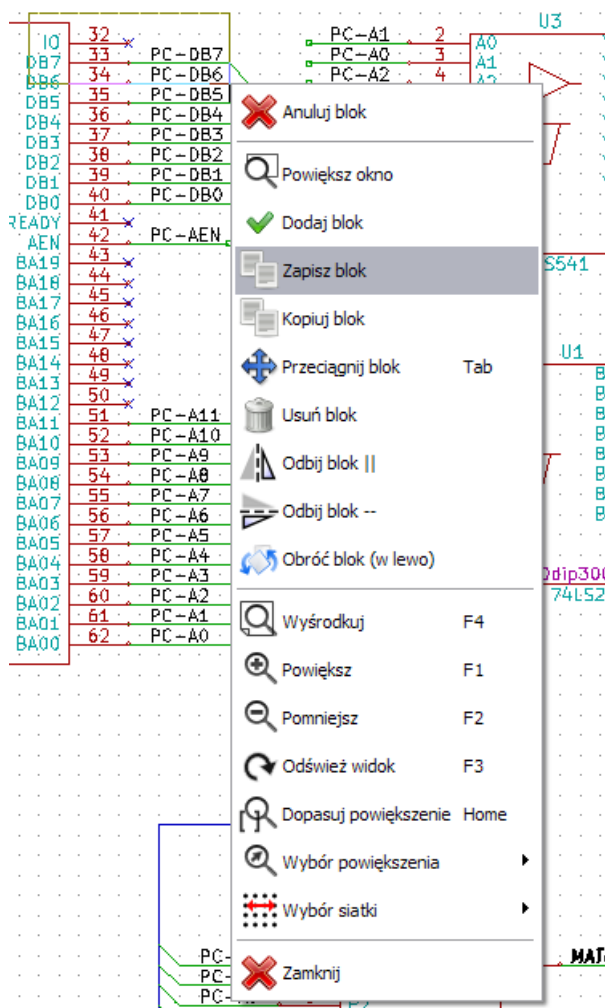 U3
IO 32
DB7 33 PC-DB7
DB6 34 PC-DB6
DB5 35 PC-DB5
DB4 36 PC-DB4
DB3 37 PC-DB3
DB2 38 PC-DB2
DB1 39 PC-DB1
DB0 40 PC-DB0
READY 41
AEN 42 PC-AEN
BA19 43
BA18 44
BA17 45
BA16 46
BA15 47
BA14 48
BA13 49
BA12 50
BA11 51 PC-A11
BA10 52 PC-A10
BA09 53 PC-A9
BA08 54 PC-A8
BA07 55 PC-A7
BA06 56 PC-A6
BA05 57 PC-A5
BA04 58 PC-A4
BA03 59 PC-A3
BA02 60 PC-A2
BA01 61 PC-A1
BA00 62 PC-A0
PC-A1 2 A0
PC-A0 3 A1
PC-A2 4 A2
Anuluj blok
Powiększ okno
Dodaj blok
Zapisz blok
Kopiuj blok
Przeciągnij blok Tab
Usuń blok
Odbij blok ||
Odbij blok --
Obróć blok (w lewo)
Wyśrodkuj F4
Powiększ F1
Pomniejsz F2
Odśwież widok F3
Dopasuj powiększenie Home
Wybór powiększenia
Wybór siatki
Zamknij
S541
U1
B
B
B
B
B
B
B
B
dip300
74LS2
PC-
PC-
PC-